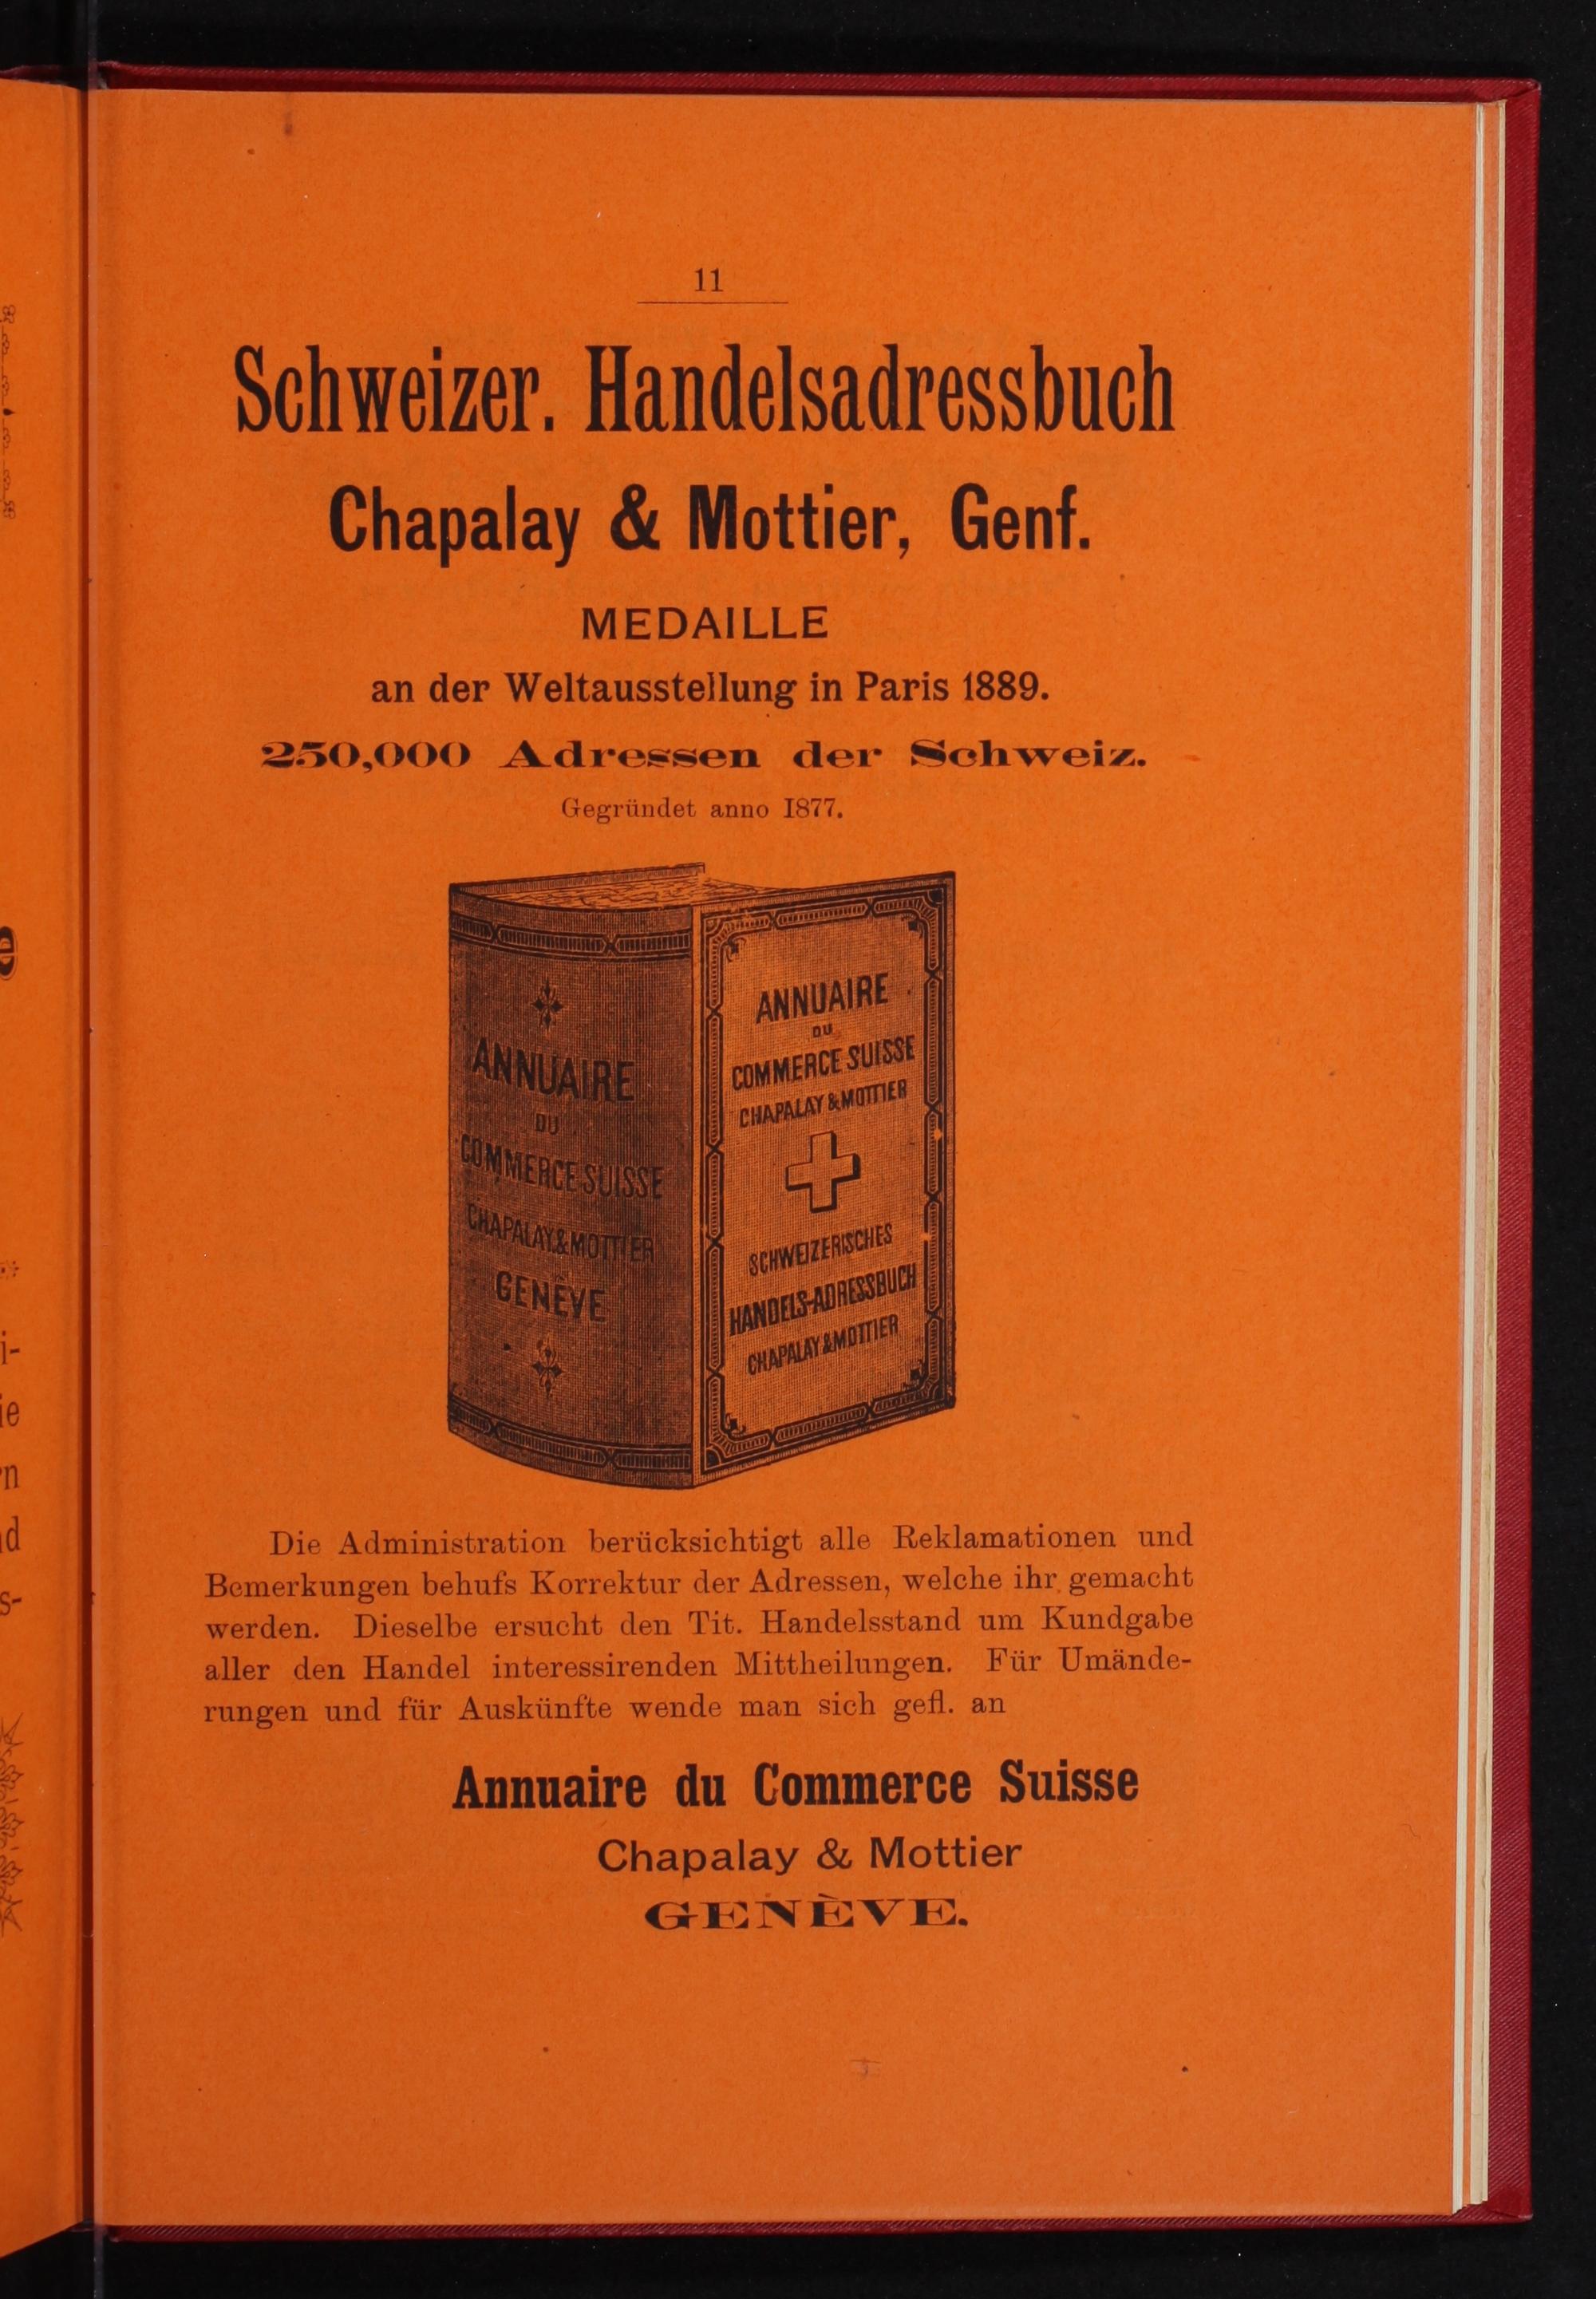 11
Schweizer. Handelsadressbuch
Chapalay & Mottier, Genf.
MEDAILLE
an der Weltausstellung in Paris 1889.
250,000 Adressen der Schweiz.
Gegründet anno 1877.
ANNUAIRE
DU
COMMERCE SUISSE
CHAPALAY & MOTTIER
GENÈVE
ANNUAIRE
DU
COMMERCE SUISSE
CHAPALAY & MOTTIER
SCHWEIZERISCHES
HANDELS-ADRESSBUCH
CHAPALAY & MOTTIER
Die Administration berücksichtigt alle Reklamationen und
Bemerkungen behufs Korrektur der Adressen, welche ihr gemacht
werden. Dieselbe ersucht den Tit. Handelsstand um Kundgabe
aller den Handel interessirenden Mittheilungen. Für Umände-
rungen und für Auskünfte wende man sich gefl. an
Annuaire du Commerce Suisse
Chapalay & Mottier
GENÈVE.